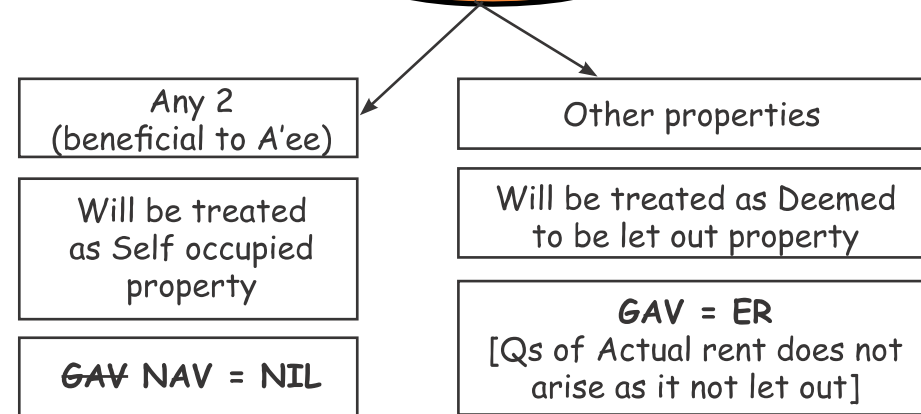 Any 2
(beneficial to A'ee)
Will be treated
as Self occupied
property
GAV NAV = NIL
Other properties
Will be treated as Deemed
to be let out property
GAV = ER
[Qs of Actual rent does not
arise as it not let out]